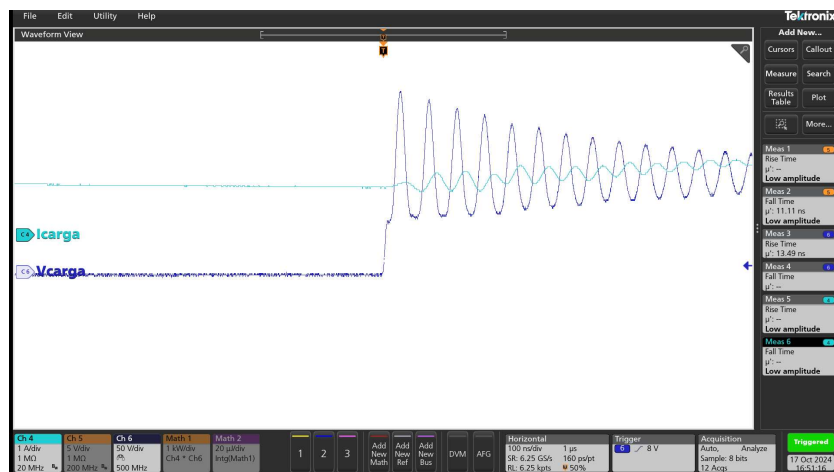 File Edit Utility Help
Tektronix
Waveform View
Add New...
T
Cursors Callout
Measure Search
Results Table Plot
More...
Meas 1
Rise Time
µ': --
Low amplitude
Meas 2
Fall Time
µ': 11.11 ns
Low amplitude
Meas 3 6
Rise Time
µ': 13.49 ns
Meas 4 6
Fall Time
µ': --
Meas 5 4
Rise Time
µ': --
Low amplitude
Meas 6 4
Fall Time
µ': --
Low amplitude
C4 Icarga
C6 Vcarga
Ch 4
1 A/div
1 MΩ
20 MHz
Ch 5
5 V/div
1 MΩ
200 MHz
Ch 6
50 V/div
500 MHz
Math 1
1 kW/div
Ch4 * Ch6
Math 2
20 µJ/div
Intg(Math1)
1 2 3
Add New Math
Add New Ref
Add New Bus
DVM AFG
Horizontal
100 ns/div 1 µs
SR: 6.25 GS/s 160 ps/pt
RL: 6.25 kpts 50%
Trigger
6 8 V
Acquisition
Auto, Analyze
Sample: 8 bits
12 Acqs
Triggered
17 Oct 2024